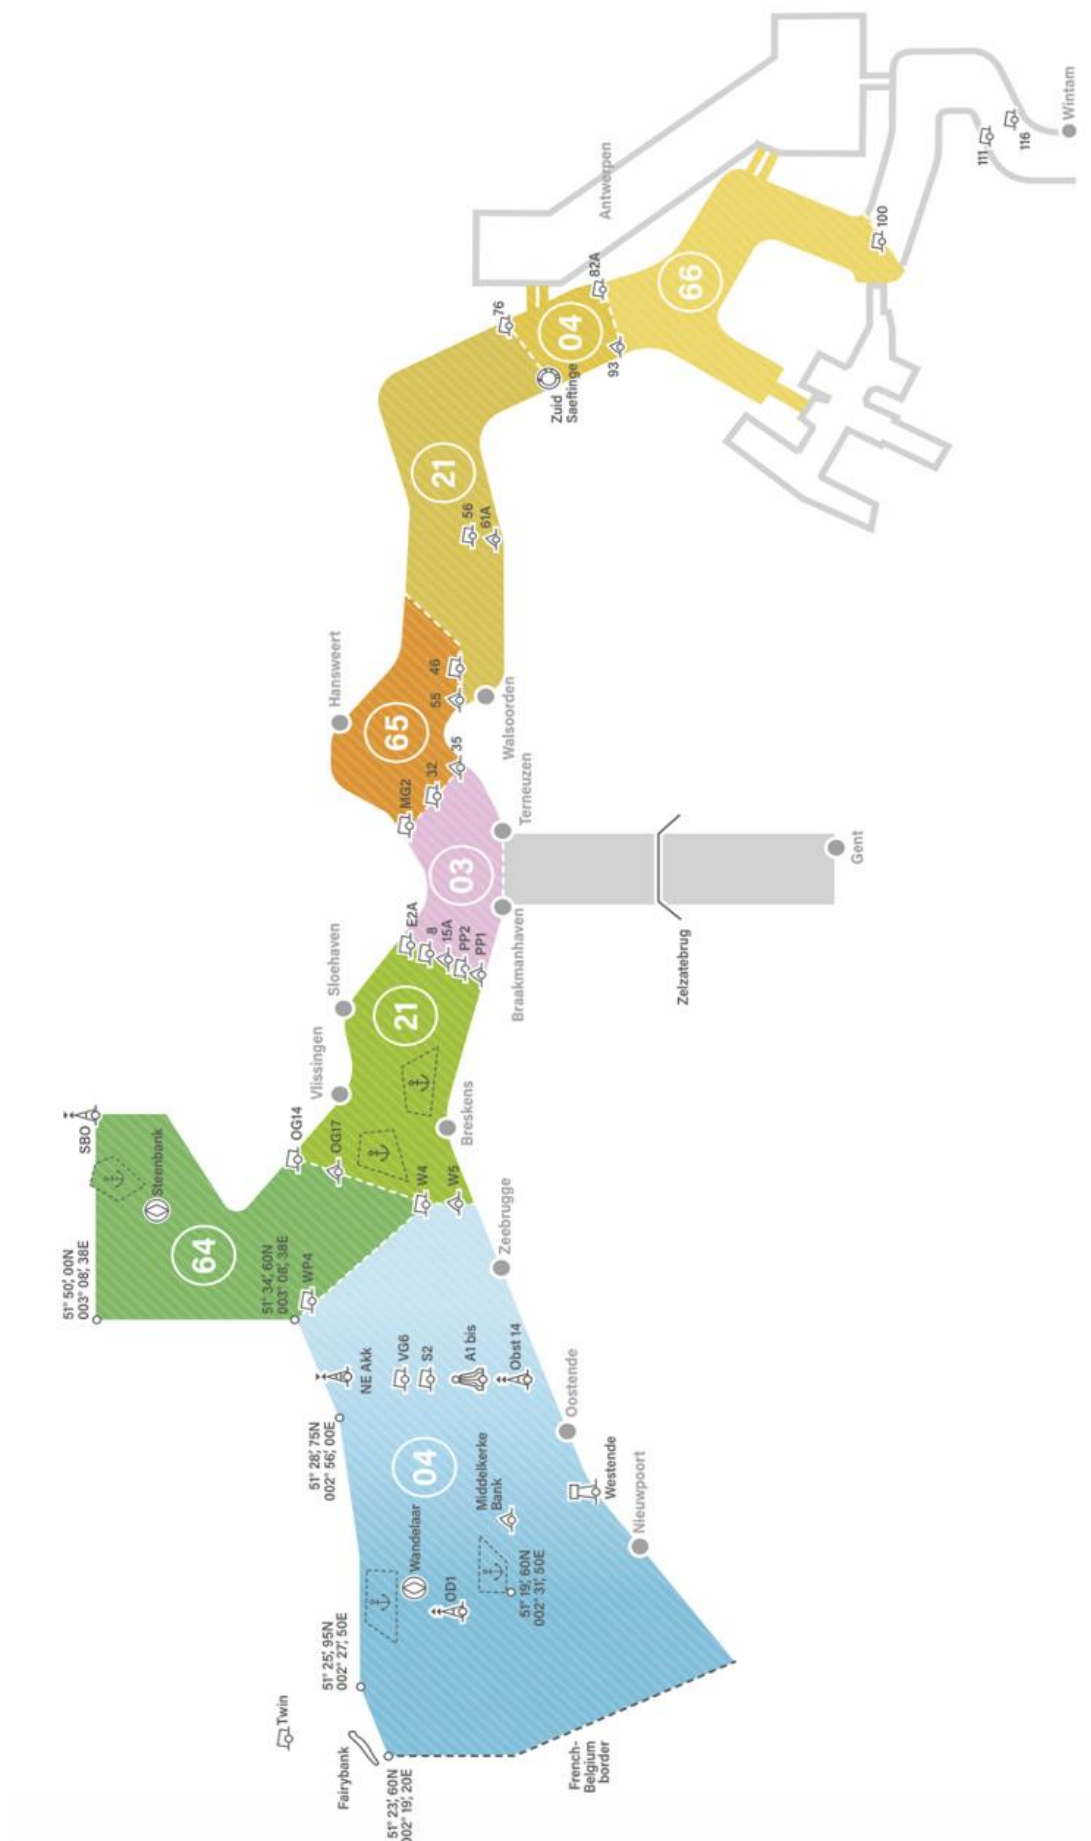 Wintam
116
111
100
Antwerpen
82A
66
76
04
93
Zuid
Saeftinge
21
56
61A
Hansweert
46
55
65
Walsoorden
35
32
MG2
Terneuzen
03
Gent
Zelzatebrug
Braakmanhaven
E2A
8
15A
PP2
PP1
Sloehaven
21
Vlissingen
Breskens
OG14
OG17
W4
W5
SBO
Steenbank
64
51° 50', 00N
003° 08', 38E
51° 34', 60N
003° 08', 38E
WP4
Zeebrugge
NE Akk
VG6
S2
A1 bis
Obst 14
51° 28', 75N
002° 56', 00E
04
Oostende
Westende
Middelkerke
Bank
Nieuwpoort
Wandelaar
OD1
51° 19', 60N
002° 31', 50E
51° 25', 95N
002° 27', 50E
Twin
Fairybank
51° 23', 60N
002° 19', 20E
French-
Belgium
border